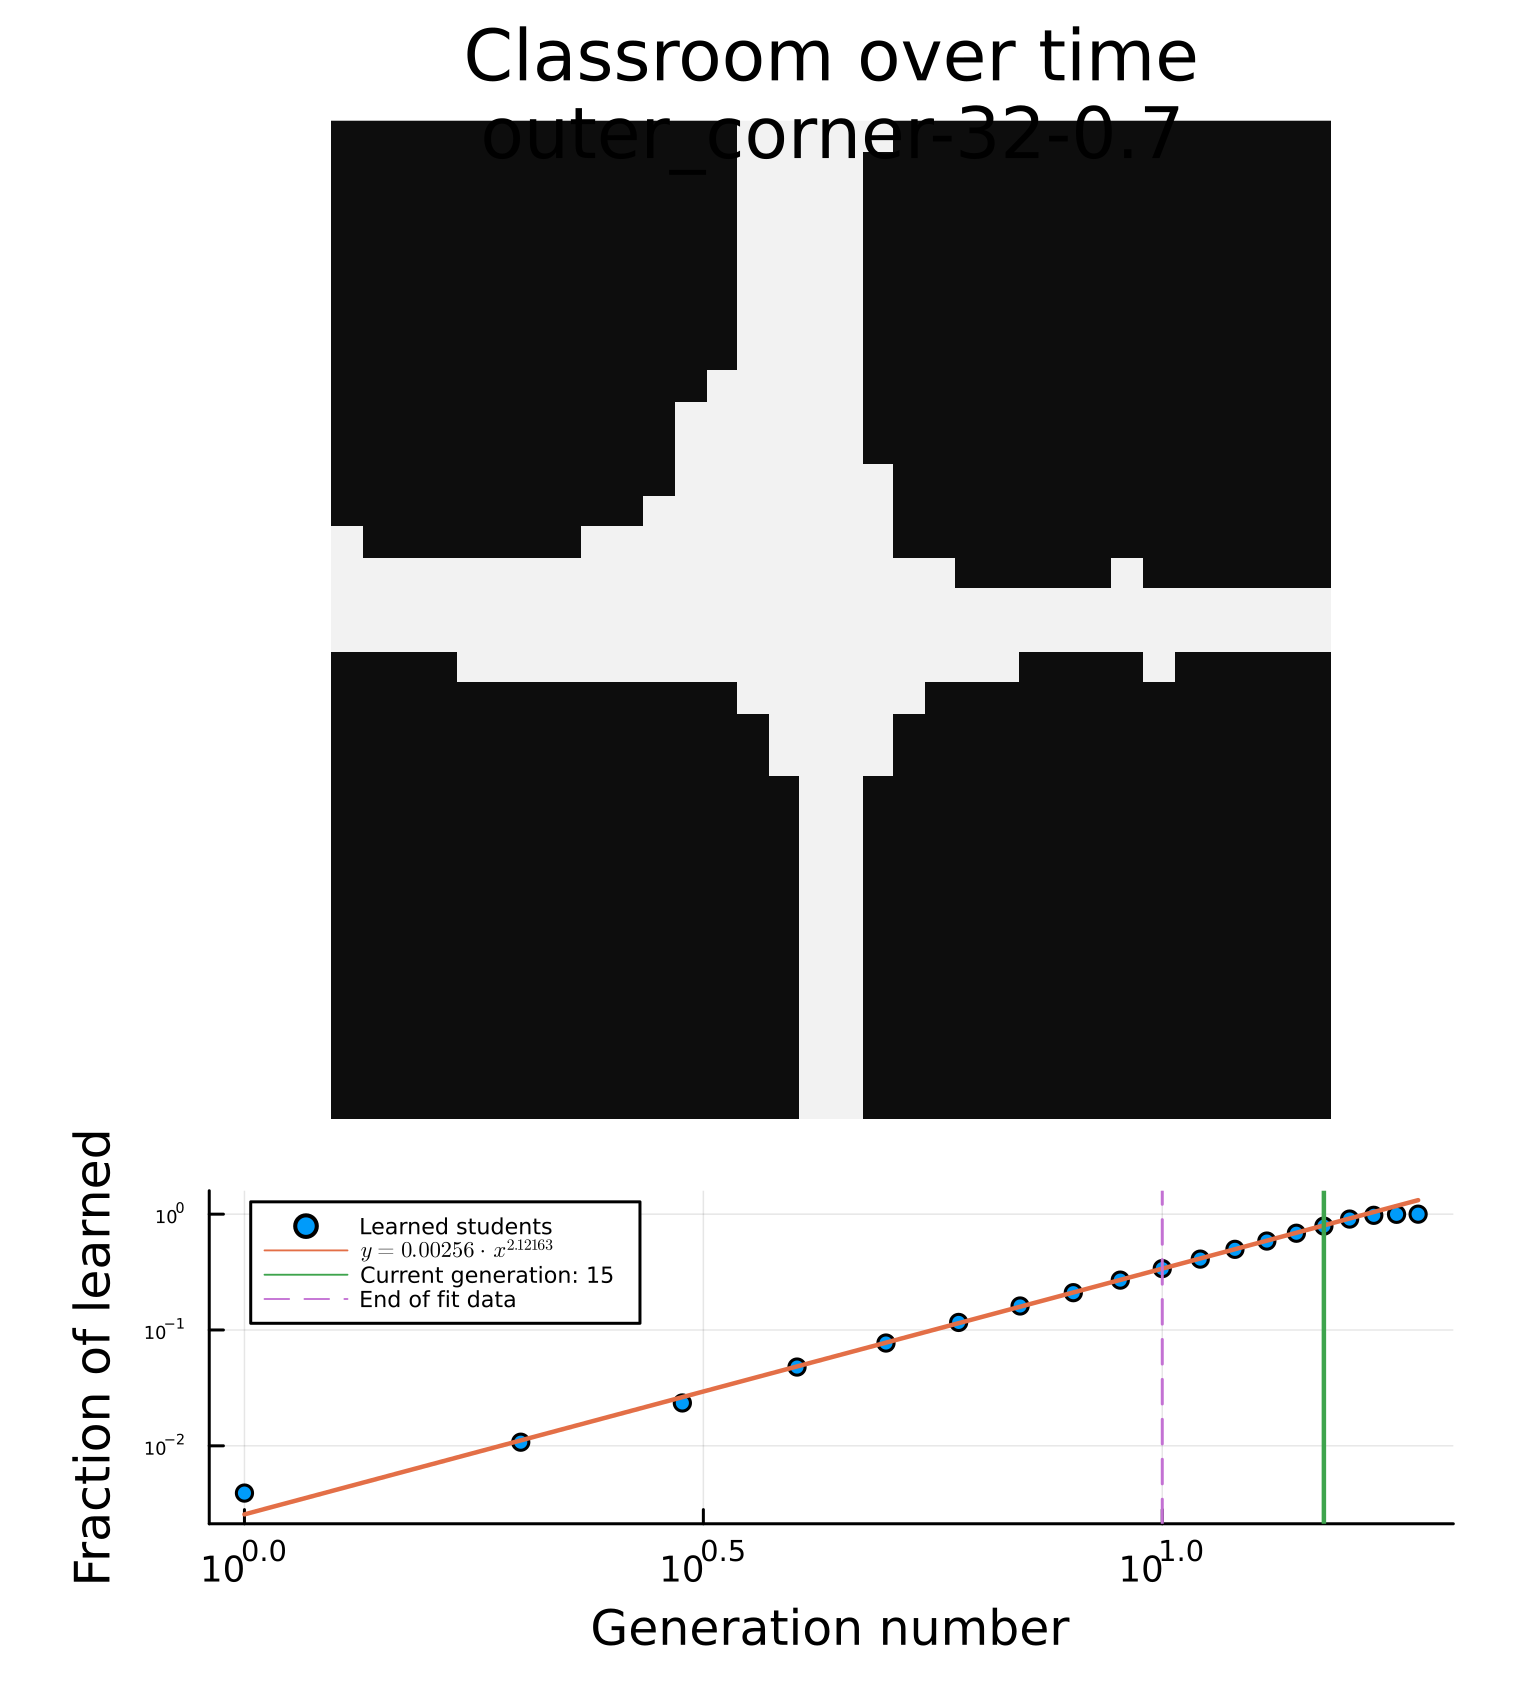 Classroom over time
outer_corner-32-0.7
Fraction of learned
10^0
10^-1
10^-2
Learned students
y = 0.00256 · x^2.12163
Current generation: 15
End of fit data
10^0.0
10^0.5
10^1.0
Generation number